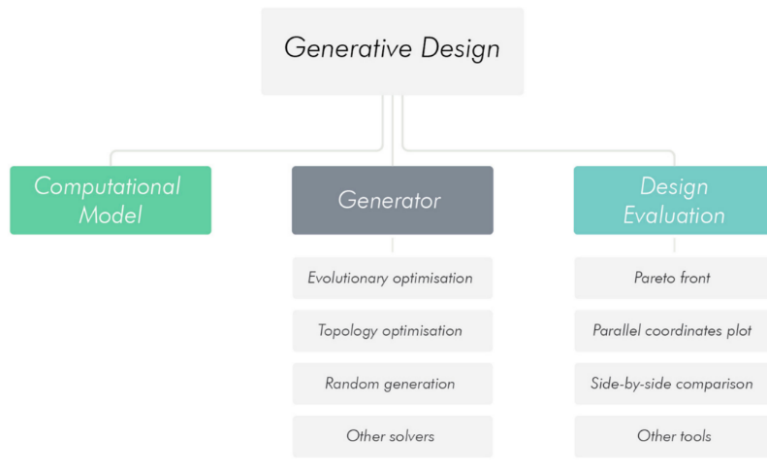 Generative Design
Computational
Model
Generator
Design
Evaluation
Evolutionary optimisation
Topology optimisation
Random generation
Other solvers
Pareto front
Parallel coordinates plot
Side-by-side comparison
Other tools